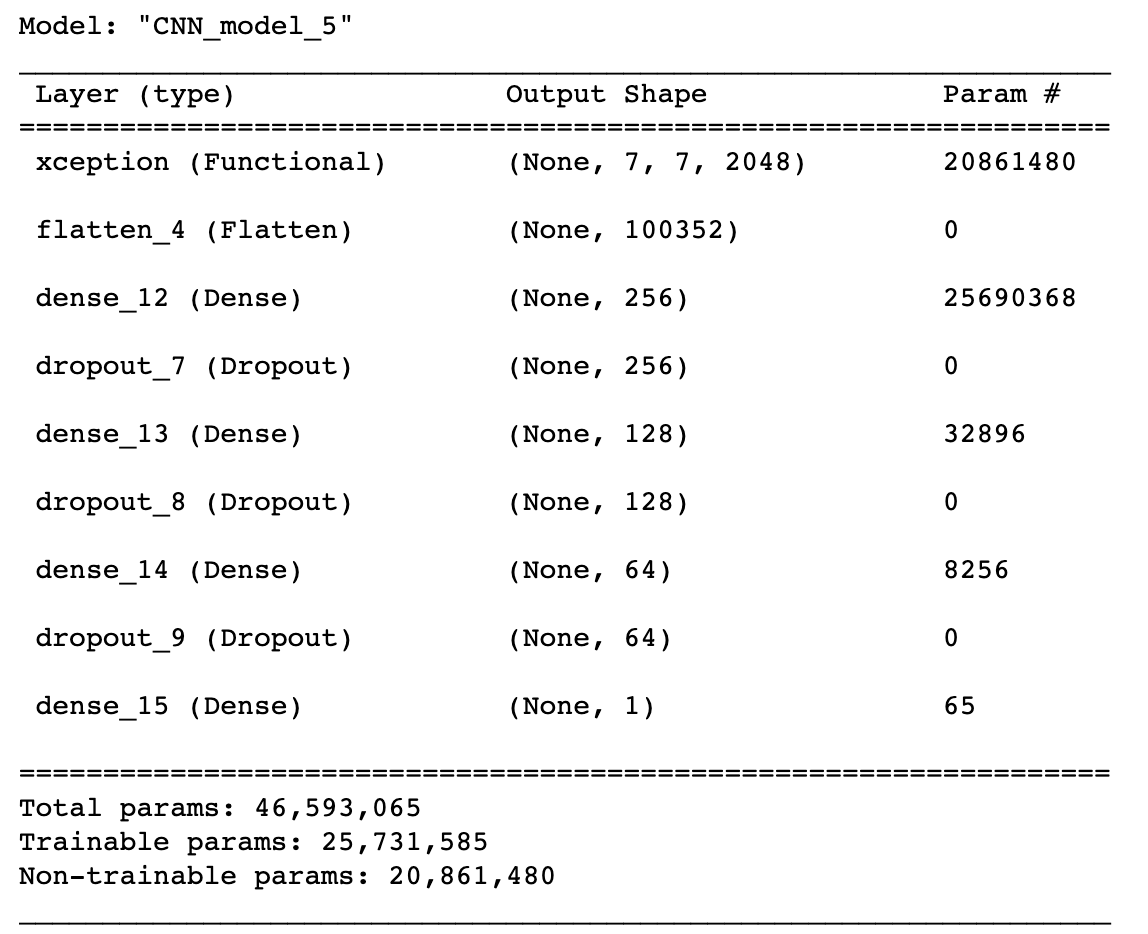 Model: "CNN_model_5"
Layer (type) Output Shape Param #
xception (Functional) (None, 7, 7, 2048) 20861480
flatten_4 (Flatten) (None, 100352) 0
dense_12 (Dense) (None, 256) 25690368
dropout_7 (Dropout) (None, 256) 0
dense_13 (Dense) (None, 128) 32896
dropout_8 (Dropout) (None, 128) 0
dense_14 (Dense) (None, 64) 8256
dropout_9 (Dropout) (None, 64) 0
dense_15 (Dense) (None, 1) 65
Total params: 46,593,065
Trainable params: 25,731,585
Non-trainable params: 20,861,480